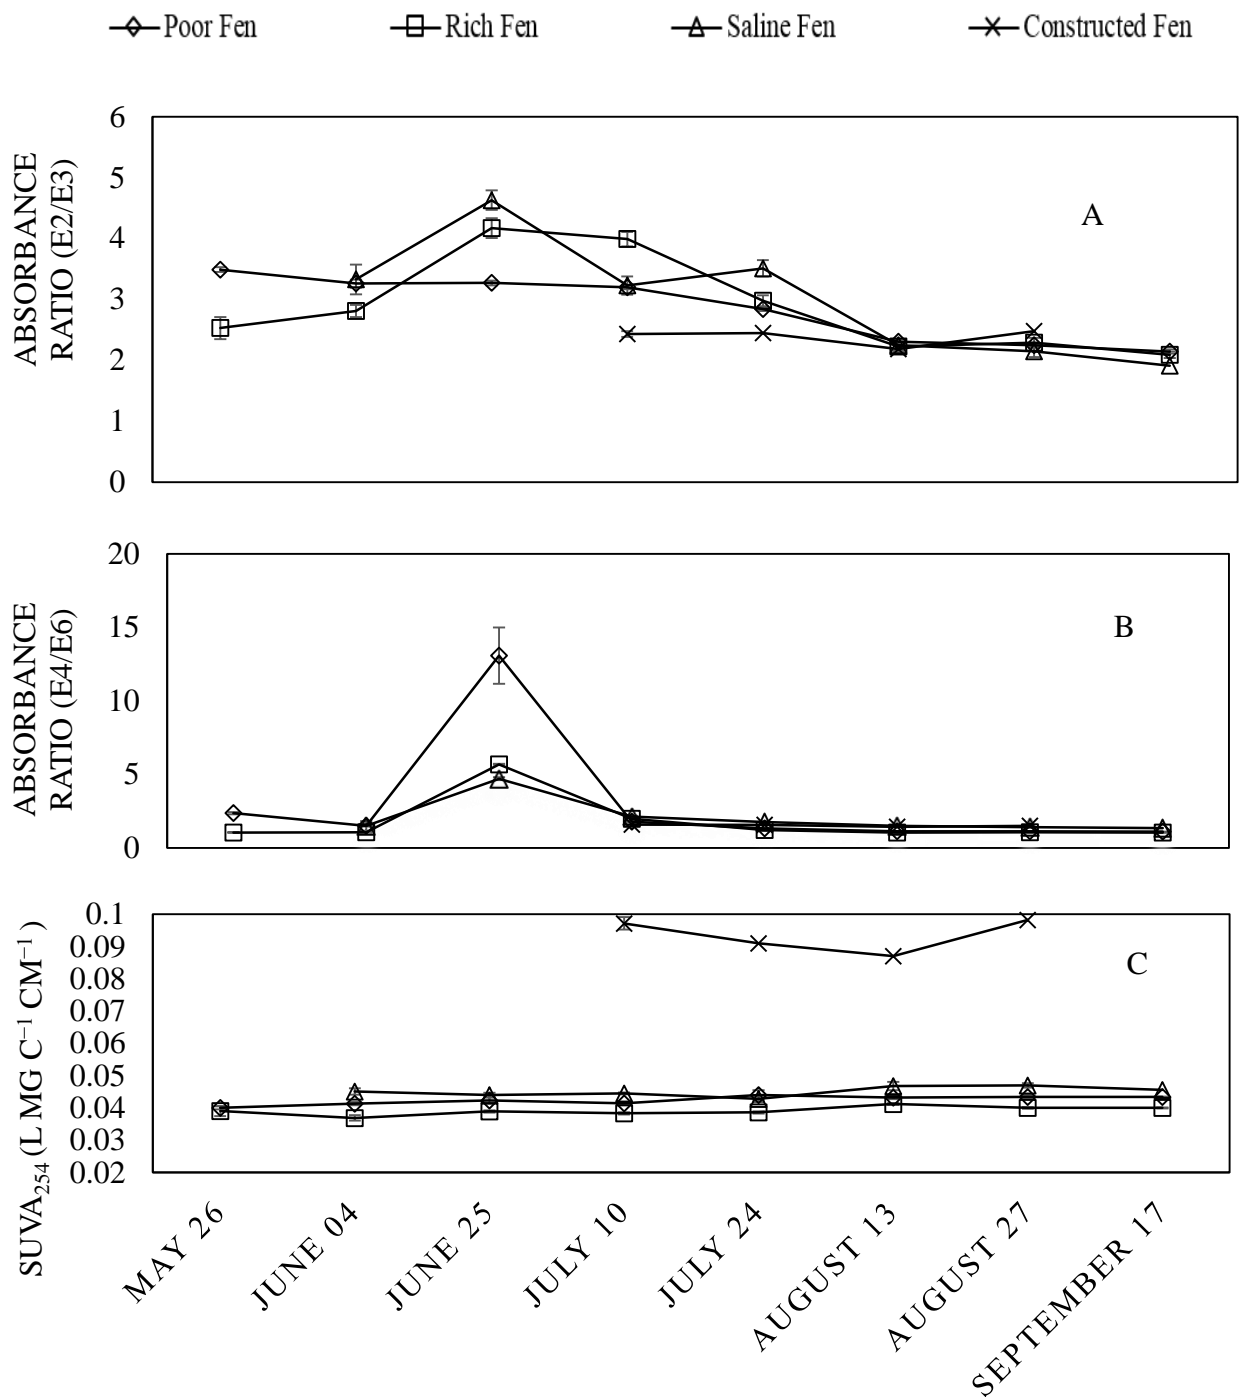 Poor Fen Rich Fen Saline Fen Constructed Fen
ABSORBANCE
RATIO (E2/E3)
6
5
4
3
2
1
0
A
ABSORBANCE
RATIO (E4/E6)
20
15
10
5
0
B
SUVA₂₅₄ (L MG C⁻¹ CM⁻¹)
0.1
0.09
0.08
0.07
0.06
0.05
0.04
0.03
0.02
C
MAY 26
JUNE 04
JUNE 25
JULY 10
JULY 24
AUGUST 13
AUGUST 27
SEPTEMBER 17